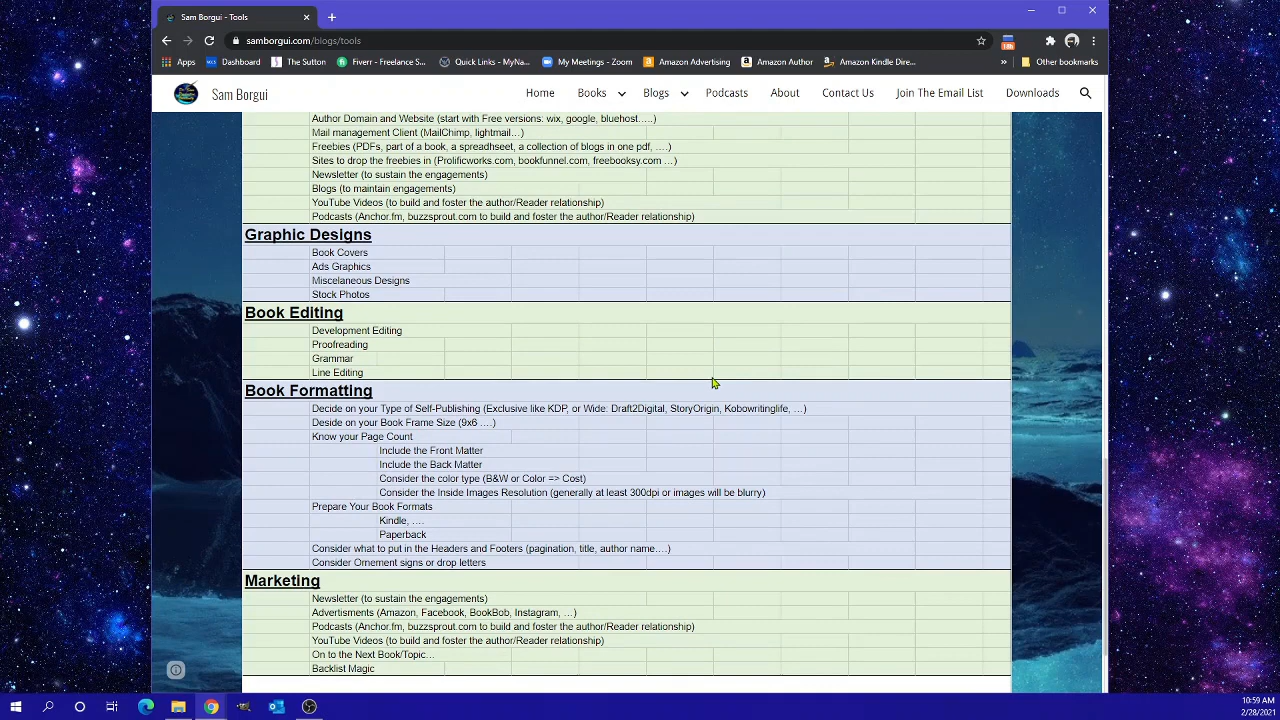 Sam Borgui - Tools
samborgui.com/blogs/tools
18h
Apps
Dashboard
The Sutton
Fiverr - Freelance S...
Quick Links - MyNa...
My Meetings - Zoom
Amazon Advertising
Amazon Author
Amazon Kindle Dire...
»
Other bookmarks
Sam Borgui
Home
Books
Blogs
Podcasts
About
Contact Us
Join The Email List
Downloads
Author Domain and Website (start with Free versions: wix, google, bluehost…..)
Mail management Client (MailChimp, lightmail…)
Freebies (PDFs, part of a book, a spreadhseet, a collection of blogs in one pdf, ….)
Sites to drop the freebies in (Prolificworks.com, bookfunnel.com, freebooksy.com …)
Newsletter (to sustain the engagements)
Blogs (to maintain engagements)
YouTube Videos (to build and foster the author/Reader relationship)
Podcasts (Anchor.fm, buzzsprout.com to build and foster the author/Reader relationship)
Graphic Designs
Book Covers
Ads Graphics
Miscelaneous Designs
Stock Photos
Book Editing
Development Editing
Proofreading
Grammar
Line Editing
Book Formatting
Decide on your Type of Self-Publishing (Exclusive like KDP, or Wide: Draft2Digital, StoryOrigin, Kobowritinglife, …)
Deside on your Book Frame Size (9x6 ….)
Know your Page Count
Include the Front Matter
Include the Back Matter
Consider the color type (B&W or Color => Cost)
Consider the Inside Images Resolution (generally at least 300dpi or images will be blurry)
Prepare Your Book Formats
Kindle, ….
Paperback
Consider what to put in the Headers and Footers (pagination, title, author name….)
Consider Ornement signs or drop letters
Marketing
Newsletter (to sustain the engagements)
Advertisments (Amazon, Facebook, BookBob, Instagram, …)
Podcasts (Anchor.fm, buzzsprout.com to build and foster the author/Reader relationship)
YouTube Videos (to build and foster the author/Reader relationship)
On to the Next Book/Topic…
Backlist Magic
10:59 AM
2/28/2021